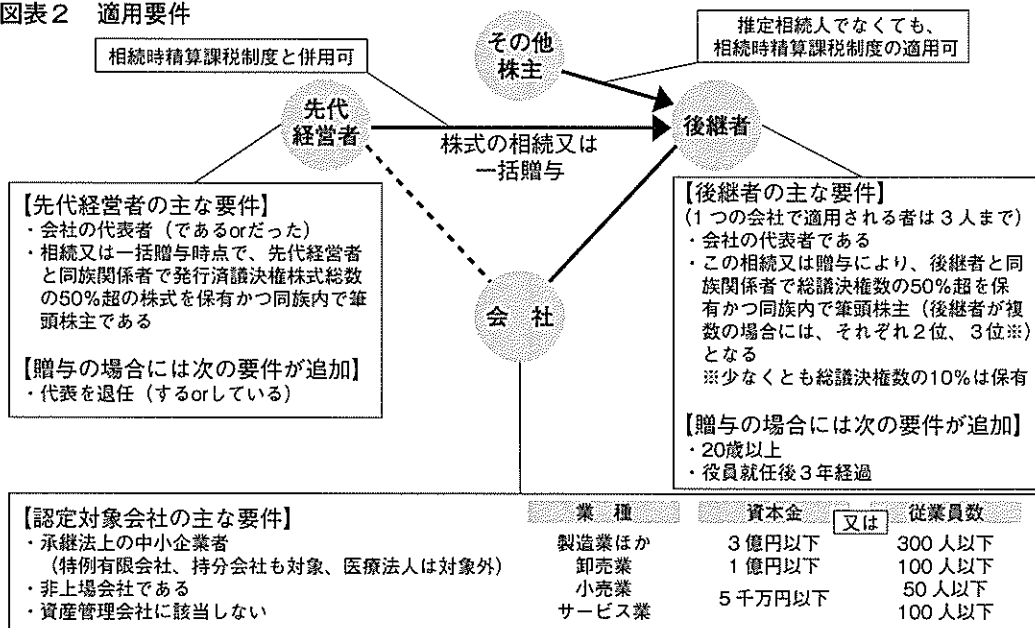 図表2 適用要件
相続時精算課税制度と併用可
その他
株主
推定相続人でなくても、
相続時精算課税制度の適用可
先代
経営者
株式の相続又は
一括贈与
後継者
【先代経営者の主な要件】
・会社の代表者（であるorだった）
・相続又は一括贈与時点で、先代経営者
と同族関係者で発行済議決権株式総数
の50%超の株式を保有かつ同族内で筆
頭株主である
【贈与の場合には次の要件が追加】
・代表を退任（するorしている）
会 社
【後継者の主な要件】
（1つの会社で適用される者は3人まで）
・会社の代表者である
・この相続又は贈与により、後継者と同
族関係者で総議決権数の50%超を保
有かつ同族内で筆頭株主（後継者が複
数の場合には、それぞれ2位、3位※）
となる
※少なくとも総議決権数の10%は保有
【贈与の場合には次の要件が追加】
・20歳以上
・役員就任後3年経過
【認定対象会社の主な要件】
・承継法上の中小企業者
（特例有限会社、持分会社も対象、医療法人は対象外）
・非上場会社である
・資産管理会社に該当しない
業 種 資本金 又は 従業員数
製造業ほか 3億円以下 300人以下
卸売業 1億円以下 100人以下
小売業 5千万円以下 50人以下
サービス業 100人以下